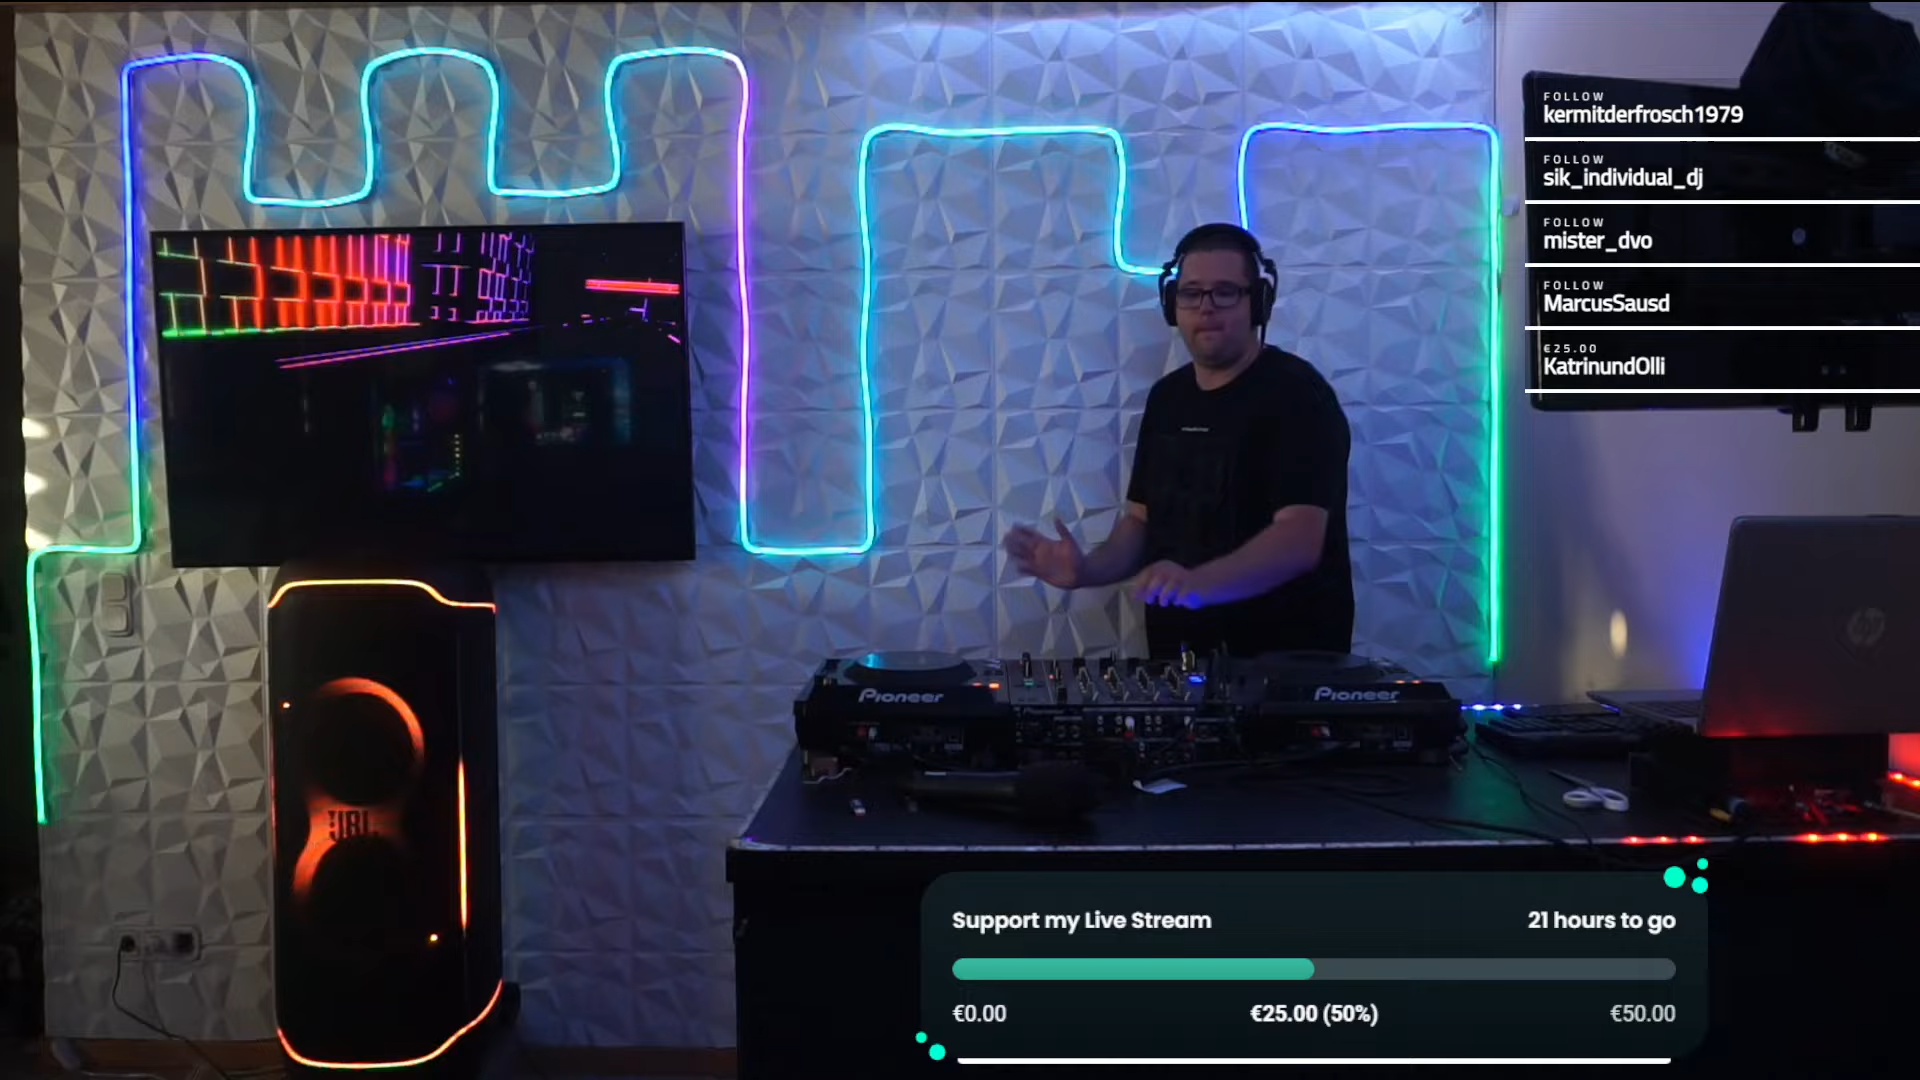 FOLLOW
kermitderfrosch1979
FOLLOW
sik_individual_dj
FOLLOW
mister_dvo
FOLLOW
MarcusSausd
€25.00
KatrinundOlli
hp
Pioneer
Pioneer
JBL
Support my Live Stream
21 hours to go
€0.00
€25.00 (50%)
€50.00